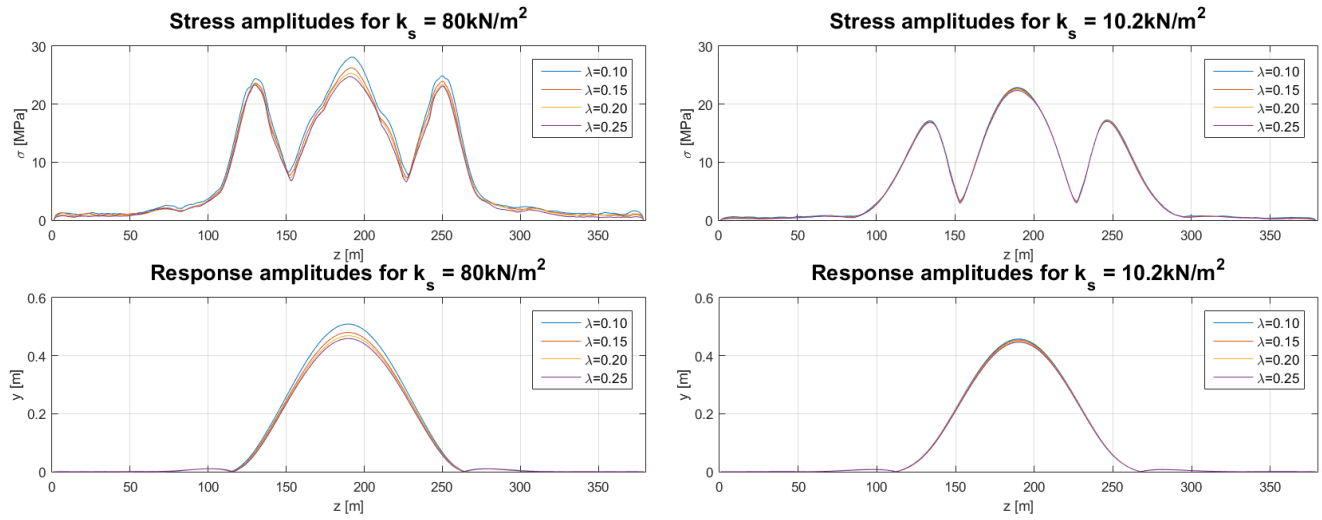 Stress amplitudes for k_s = 80kN/m²
σ [MPa]
30
20
10
0
λ=0.10
λ=0.15
λ=0.20
λ=0.25
0 50 100 150 200 250 300 350
z [m]
Stress amplitudes for k_s = 10.2kN/m²
σ [MPa]
30
20
10
0
λ=0.10
λ=0.15
λ=0.20
λ=0.25
0 50 100 150 200 250 300 350
z [m]
Response amplitudes for k_s = 80kN/m²
y [m]
0.6
0.4
0.2
0
λ=0.10
λ=0.15
λ=0.20
λ=0.25
0 50 100 150 200 250 300 350
z [m]
Response amplitudes for k_s = 10.2kN/m²
y [m]
0.6
0.4
0.2
0
λ=0.10
λ=0.15
λ=0.20
λ=0.25
0 50 100 150 200 250 300 350
z [m]